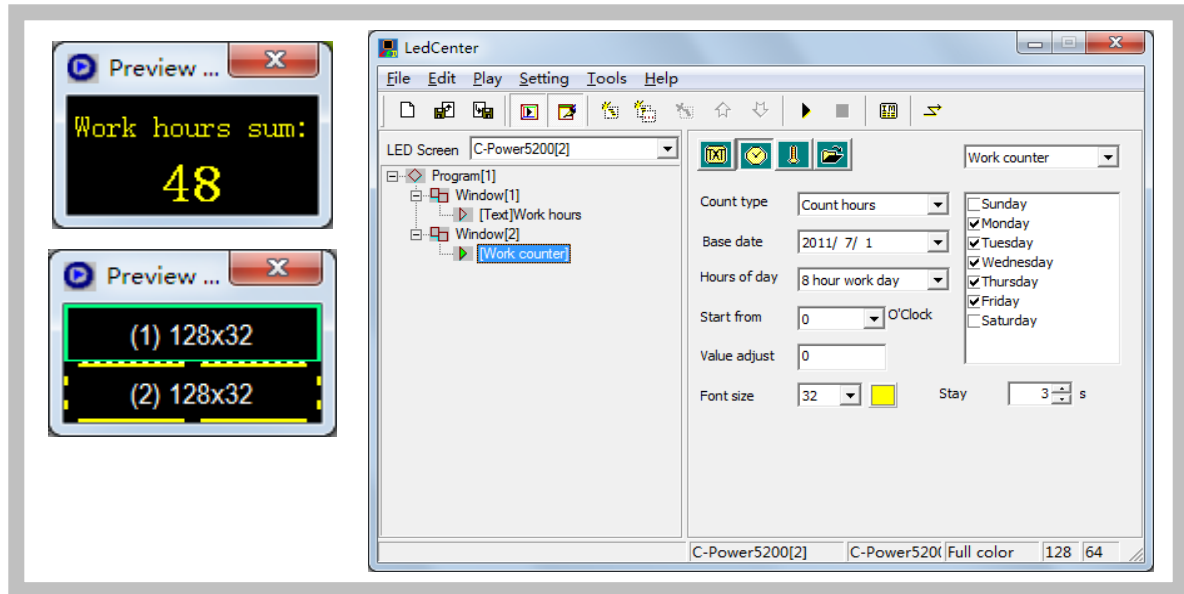 Preview ...
Work hours sum:
48
Preview ...
(1) 128x32
(2) 128x32
LedCenter
File Edit Play Setting Tools Help
LED Screen C-Power5200[2]
Program[1]
Window[1]
[Text]Work hours
Window[2]
[Work counter]
TXT
Work counter
Count type Count hours
Base date 2011/ 7/ 1
Hours of day 8 hour work day
Start from 0 O'Clock
Value adjust 0
Font size 32 Stay 3 s
Sunday
Monday
Tuesday
Wednesday
Thursday
Friday
Saturday
C-Power5200[2] C-Power520( Full color 128 64